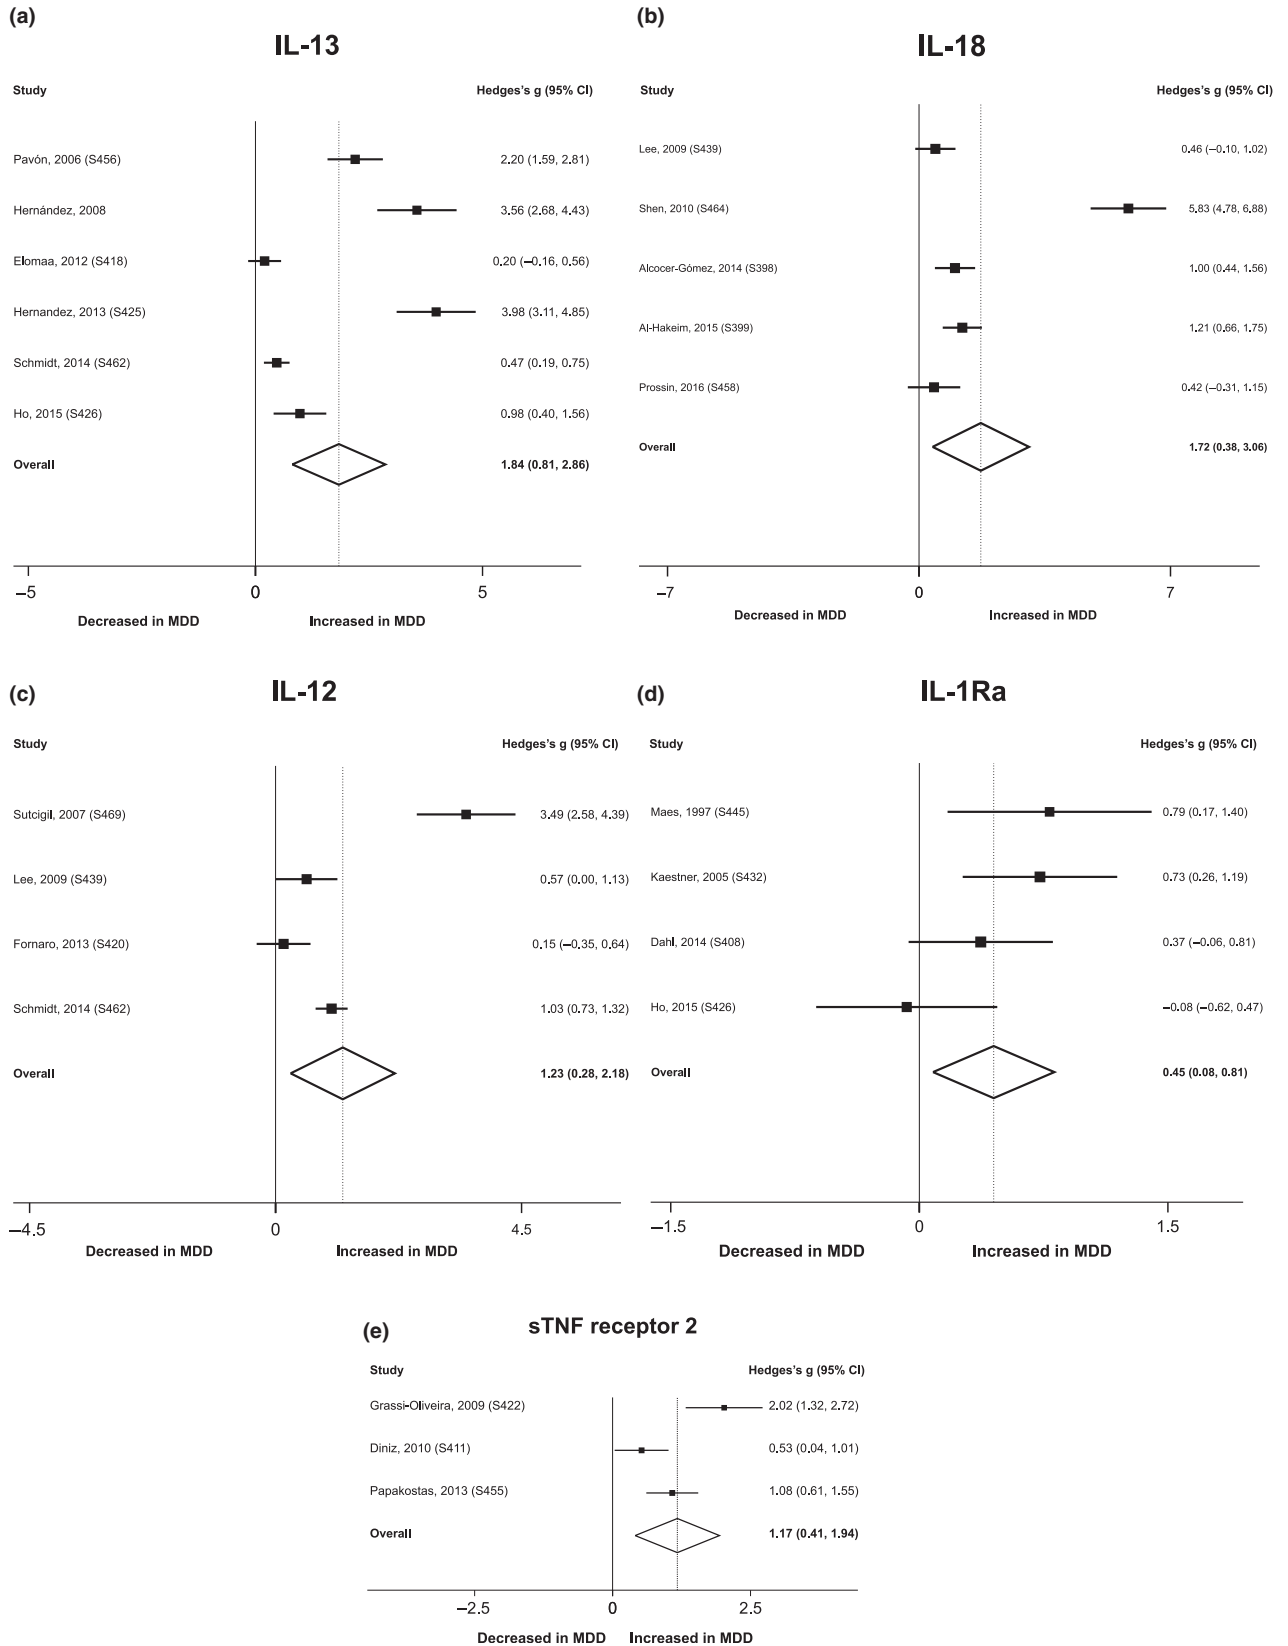 (a)
IL-13
Study Hedges's g (95% CI)
Pavón, 2006 (S456) 2.20 (1.59, 2.81)
Hernández, 2008 3.56 (2.68, 4.43)
Elomaa, 2012 (S418) 0.20 (−0.16, 0.56)
Hernandez, 2013 (S425) 3.98 (3.11, 4.85)
Schmidt, 2014 (S462) 0.47 (0.19, 0.75)
Ho, 2015 (S426) 0.98 (0.40, 1.56)
Overall 1.84 (0.81, 2.86)
−5 0 5
Decreased in MDD Increased in MDD
(b)
IL-18
Study Hedges's g (95% CI)
Lee, 2009 (S439) 0.46 (−0.10, 1.02)
Shen, 2010 (S464) 5.83 (4.78, 6.88)
Alcocer-Gómez, 2014 (S398) 1.00 (0.44, 1.56)
Al-Hakeim, 2015 (S399) 1.21 (0.66, 1.75)
Prossin, 2016 (S458) 0.42 (−0.31, 1.15)
Overall 1.72 (0.38, 3.06)
−7 0 7
Decreased in MDD Increased in MDD
(c)
IL-12
Study Hedges's g (95% CI)
Sutcigil, 2007 (S469) 3.49 (2.58, 4.39)
Lee, 2009 (S439) 0.57 (0.00, 1.13)
Fornaro, 2013 (S420) 0.15 (−0.35, 0.64)
Schmidt, 2014 (S462) 1.03 (0.73, 1.32)
Overall 1.23 (0.28, 2.18)
−4.5 0 4.5
Decreased in MDD Increased in MDD
(d)
IL-1Ra
Study Hedges's g (95% CI)
Maes, 1997 (S445) 0.79 (0.17, 1.40)
Kaestner, 2005 (S432) 0.73 (0.26, 1.19)
Dahl, 2014 (S408) 0.37 (−0.06, 0.81)
Ho, 2015 (S426) −0.08 (−0.62, 0.47)
Overall 0.45 (0.08, 0.81)
−1.5 0 1.5
Decreased in MDD Increased in MDD
(e)
sTNF receptor 2
Study Hedges's g (95% CI)
Grassi-Oliveira, 2009 (S422) 2.02 (1.32, 2.72)
Diniz, 2010 (S411) 0.53 (0.04, 1.01)
Papakostas, 2013 (S455) 1.08 (0.61, 1.55)
Overall 1.17 (0.41, 1.94)
−2.5 0 2.5
Decreased in MDD Increased in MDD